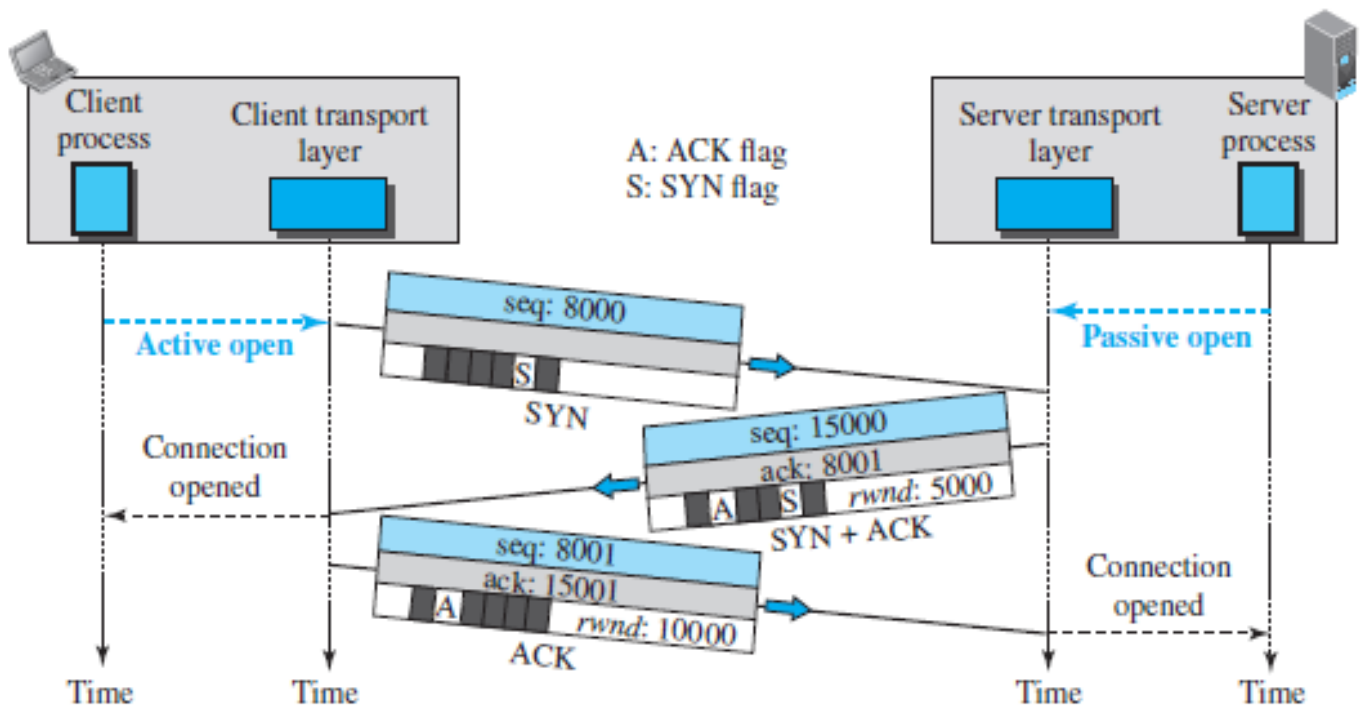 Client
process
Client transport
layer
A: ACK flag
S: SYN flag
Server transport
layer
Server
process
seq: 8000
S
SYN
Active open
Passive open
seq: 15000
ack: 8001
A S rwnd: 5000
SYN + ACK
Connection
opened
seq: 8001
ack: 15001
A rwnd: 10000
ACK
Connection
opened
Time
Time
Time
Time